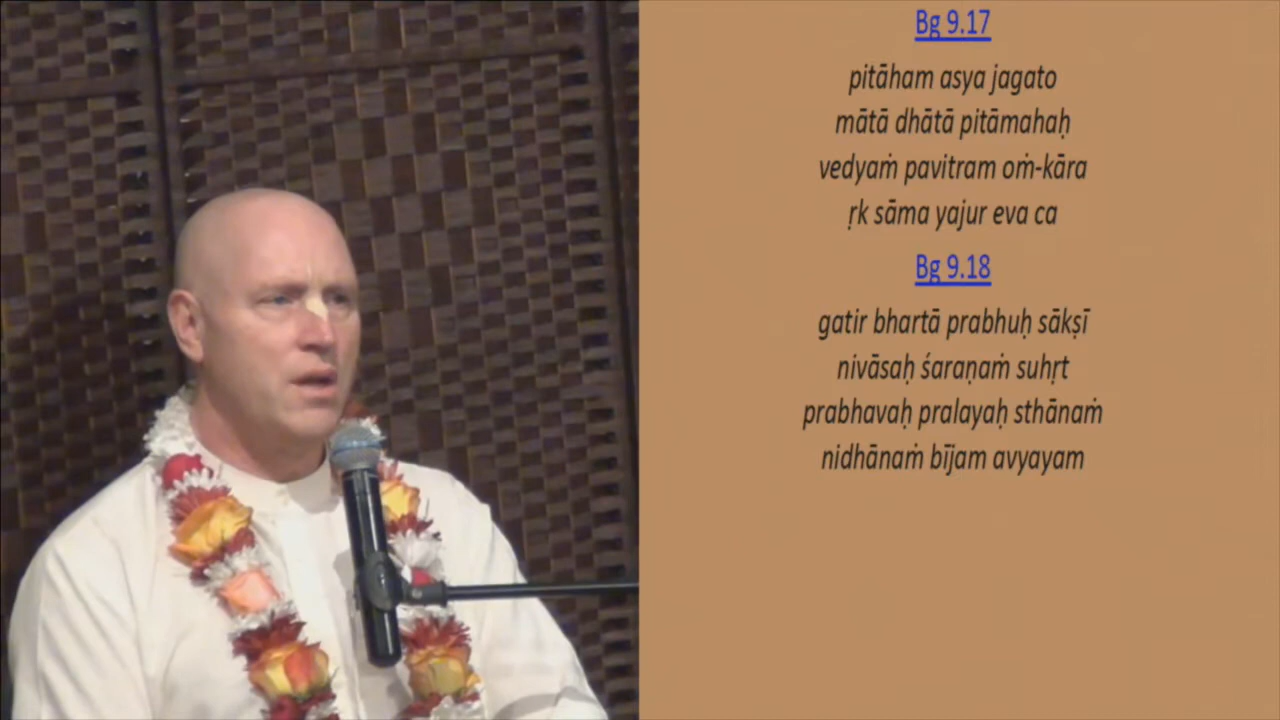 Bg 9.17
pitāham asya jagato
mātā dhātā pitāmahaḥ
vedyaṁ pavitram oṁ-kāra
ṛk sāma yajur eva ca
Bg 9.18
gatir bhartā prabhuḥ sākṣī
nivāsaḥ śaraṇaṁ suhṛt
prabhavaḥ pralayaḥ sthānaṁ
nidhānaṁ bījam avyayam